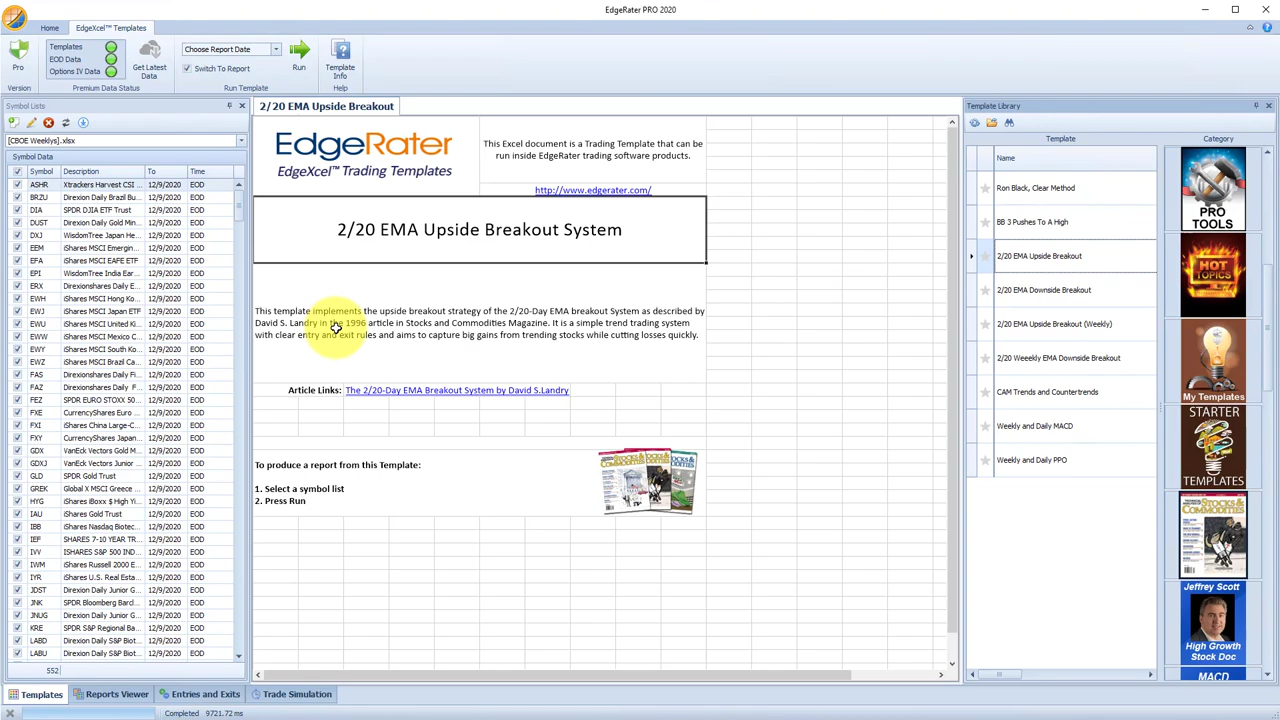 EdgeRater PRO 2020
Home
EdgeXcel™ Templates
Pro
Version
Templates
EOD Data
Options IV Data
Get Latest Data
Premium Data Status
Choose Report Date
Switch To Report
Run
Run Template
Template Info
Help
Symbol Lists
[CBOE Weeklys].xlsx
Symbol Data
Symbol Description To Time
ASHR Xtrackers Harvest CSI ... 12/9/2020 EOD
BRZU Direxion Daily Brazil Bu... 12/9/2020 EOD
DIA SPDR DJIA ETF Trust 12/9/2020 EOD
DUST Direxion Daily Gold Min... 12/9/2020 EOD
DXJ WisdomTree Japan He... 12/9/2020 EOD
EEM iShares MSCI Emergin... 12/9/2020 EOD
EFA iShares MSCI EAFE ETF 12/9/2020 EOD
EPI WisdomTree India Ear... 12/9/2020 EOD
ERX Direxionshares Daily E... 12/9/2020 EOD
EWH iShares MSCI Hong Ko... 12/9/2020 EOD
EWJ iShares MSCI Japan ETF 12/9/2020 EOD
EWU iShares MSCI United Ki... 12/9/2020 EOD
EWW iShares MSCI Mexico C... 12/9/2020 EOD
EWY iShares MSCI South Ko... 12/9/2020 EOD
EWZ iShares MSCI Brazil Ca... 12/9/2020 EOD
FAS Direxionshares Daily F... 12/9/2020 EOD
FAZ Direxionshares Daily F... 12/9/2020 EOD
FEZ SPDR EURO STOXX 50... 12/9/2020 EOD
FXE CurrencyShares Euro ... 12/9/2020 EOD
FXI iShares China Large-C... 12/9/2020 EOD
FXY CurrencyShares Japan... 12/9/2020 EOD
GDX VanEck Vectors Gold M... 12/9/2020 EOD
GDXJ VanEck Vectors Junior ... 12/9/2020 EOD
GLD SPDR Gold Trust 12/9/2020 EOD
GREK Global X MSCI Greece ... 12/9/2020 EOD
HYG iShares iBoxx $ High Yi... 12/9/2020 EOD
IAU iShares Gold Trust 12/9/2020 EOD
IBB iShares Nasdaq Biotec... 12/9/2020 EOD
IEF ISHARES 7-10 YEAR TR... 12/9/2020 EOD
IVV ISHARES S&P 500 IND... 12/9/2020 EOD
IWM iShares Russell 2000 E... 12/9/2020 EOD
IYR iShares U.S. Real Esta... 12/9/2020 EOD
JDST Direxion Daily Junior G... 12/9/2020 EOD
JNK SPDR Bloomberg Barcl... 12/9/2020 EOD
JNUG Direxion Daily Junior G... 12/9/2020 EOD
KRE SPDR S&P Regional Ba... 12/9/2020 EOD
LABD Direxion Daily S&P Biot... 12/9/2020 EOD
LABU Direxion Daily S&P Biot... 12/9/2020 EOD
552
2/20 EMA Upside Breakout
EdgeRater
EdgeXcel™ Trading Templates
This Excel document is a Trading Template that can be
run inside EdgeRater trading software products.
http://www.edgerater.com/
2/20 EMA Upside Breakout System
This template implements the upside breakout strategy of the 2/20-Day EMA breakout System as described by
David S. Landry in the 1996 article in Stocks and Commodities Magazine. It is a simple trend trading system
with clear entry and exit rules and aims to capture big gains from trending stocks while cutting losses quickly.
Article Links: The 2/20-Day EMA Breakout System by David S.Landry
To produce a report from this Template:
1. Select a symbol list
2. Press Run
STOCKS & COMMODITIES
Template Library
Template
Name
Ron Black, Clear Method
BB 3 Pushes To A High
2/20 EMA Upside Breakout
2/20 EMA Downside Breakout
2/20 EMA Upside Breakout (Weekly)
2/20 Weeekly EMA Downside Breakout
CAM Trends and Countertrends
Weekly and Daily MACD
Weekly and Daily PPO
Category
PRO
TOOLS
HOT
TOPICS
My Templates
STARTER
TEMPLATES
STOCKS & COMMODITIES
Jeffrey Scott
High Growth
Stock Doc
MACD
Templates
Reports Viewer
Entries and Exits
Trade Simulation
Completed 9721.72 ms